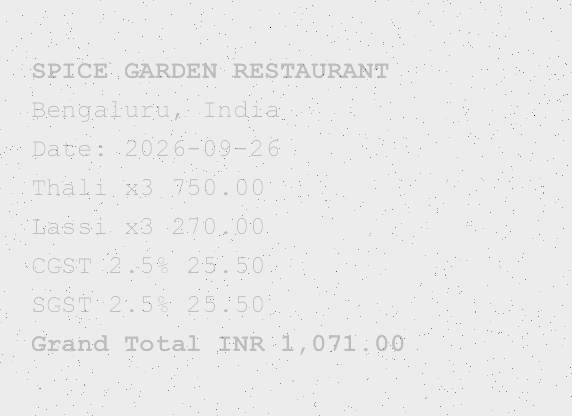 SPICE GARDEN RESTAURANT
Bengaluru, India
Date: 2026-09-26
Thali x3 750.00
Lassi x3 270.00
CGST 2.5% 25.50
SGST 2.5% 25.50
Grand Total INR 1,071.00